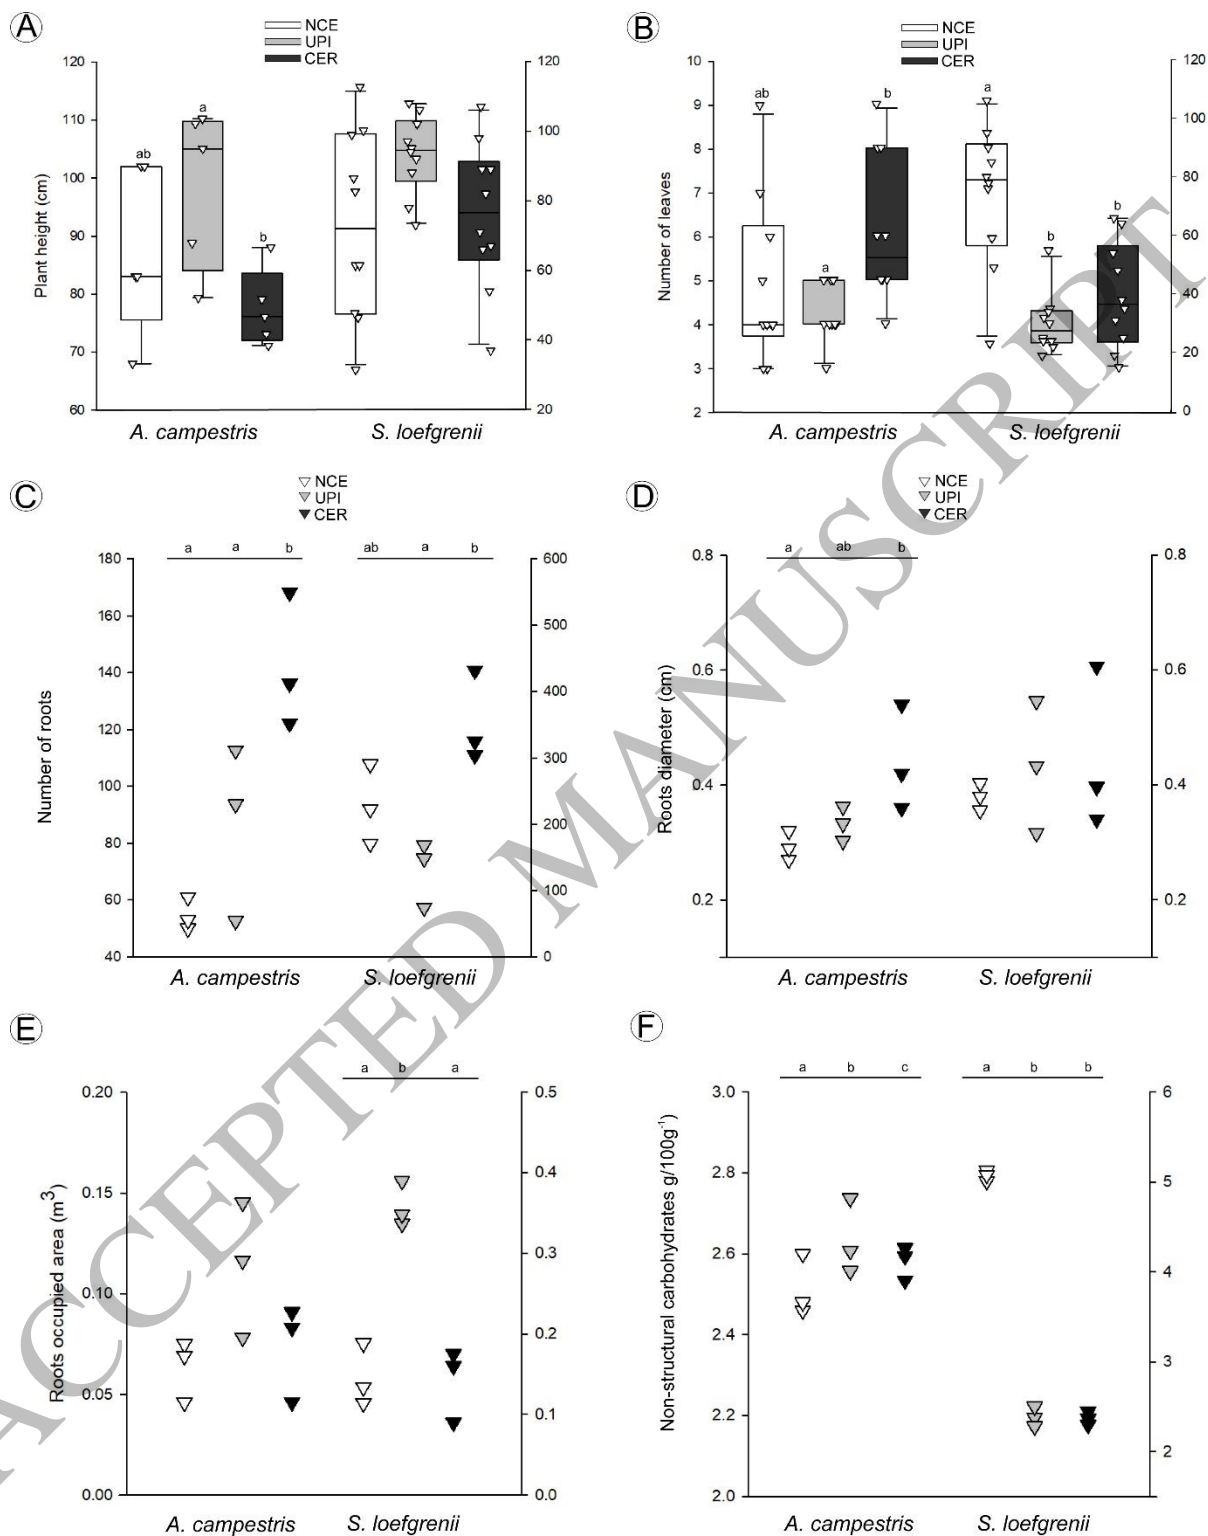 A
NCE
UPI
CER
Plant height (cm)
120
110
100
90
80
70
60
ab
a
b
120
100
80
60
40
20
A. campestris
S. loefgrenii
B
NCE
UPI
CER
Number of leaves
10
9
8
7
6
5
4
3
2
ab
a
b
a
b
b
120
100
80
60
40
20
0
A. campestris
S. loefgrenii
C
NCE
UPI
CER
Number of roots
180
160
140
120
100
80
60
40
a a b ab a b
600
500
400
300
200
100
0
A. campestris
S. loefgrenii
D
NCE
UPI
CER
Roots diameter (cm)
0.8
0.6
0.4
0.2
a ab b
0.8
0.6
0.4
0.2
A. campestris
S. loefgrenii
E
Roots occupied area (m3)
0.20
0.15
0.10
0.05
0.00
a b a
0.5
0.4
0.3
0.2
0.1
0.0
A. campestris
S. loefgrenii
F
Non-structural carbohydrates g/100g-1)
3.0
2.8
2.6
2.4
2.2
2.0
a b c a b b
6
5
4
3
2
A. campestris
S. loefgrenii
ACCEPTED MANUSCRIPT